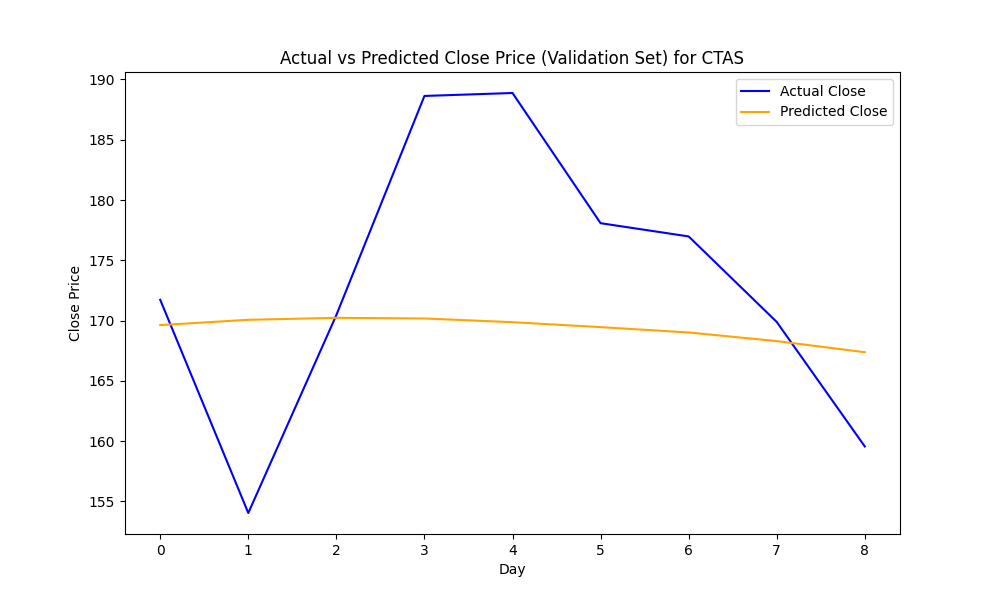 Actual vs Predicted Close Price (Validation Set) for CTAS
Actual Close
Predicted Close
Close Price
190
185
180
175
170
165
160
155
0 1 2 3 4 5 6 7 8
Day